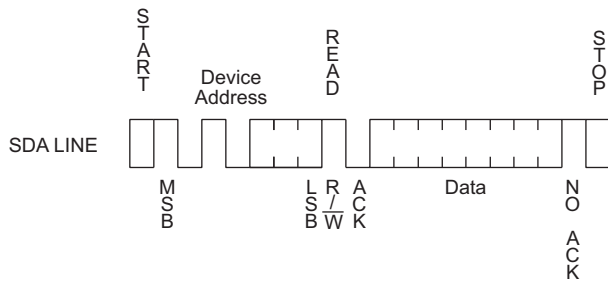 START
READ
STOP
Device
Address
SDA LINE
MSB
LSB
R/W
ACK
Data
NO ACK